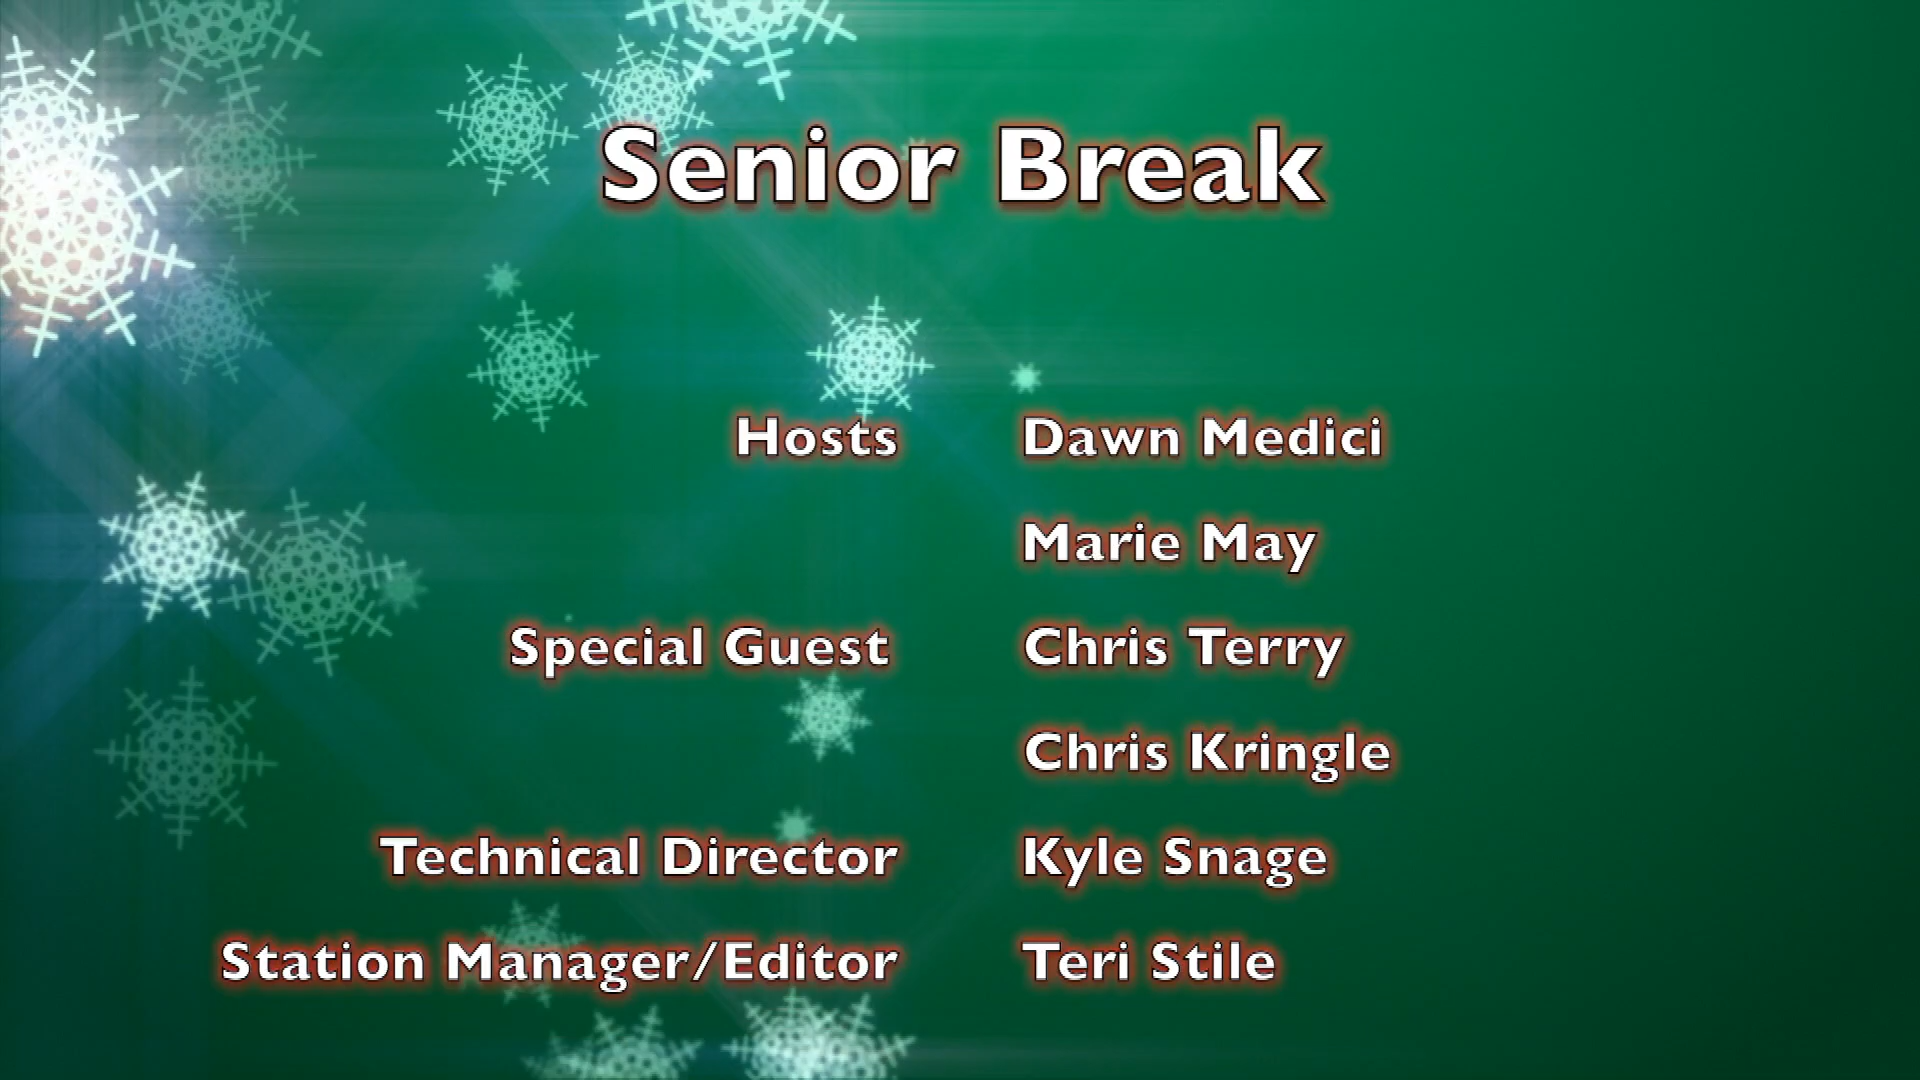 Senior Break
Hosts Dawn Medici
Marie May
Special Guest Chris Terry
Chris Kringle
Technical Director Kyle Snage
Station Manager/Editor Teri Stile